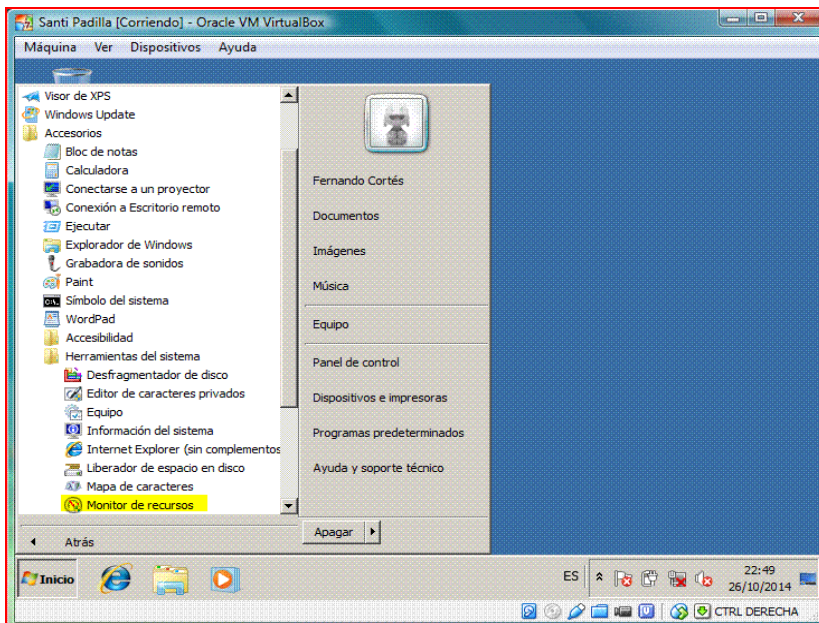 Santi Padilla [Corriendo] - Oracle VM VirtualBox
Máquina Ver Dispositivos Ayuda
Visor de XPS
Windows Update
Accesorios
Bloc de notas
Calculadora
Conectarse a un proyector
Conexión a Escritorio remoto
Ejecutar
Explorador de Windows
Grabadora de sonidos
Paint
Símbolo del sistema
WordPad
Accesibilidad
Herramientas del sistema
Desfragmentador de disco
Editor de caracteres privados
Equipo
Información del sistema
Internet Explorer (sin complementos
Liberador de espacio en disco
Mapa de caracteres
Monitor de recursos
Atrás
Fernando Cortés
Documentos
Imágenes
Música
Equipo
Panel de control
Dispositivos e impresoras
Programas predeterminados
Ayuda y soporte técnico
Apagar
Inicio
ES
22:49
26/10/2014
CTRL DERECHA